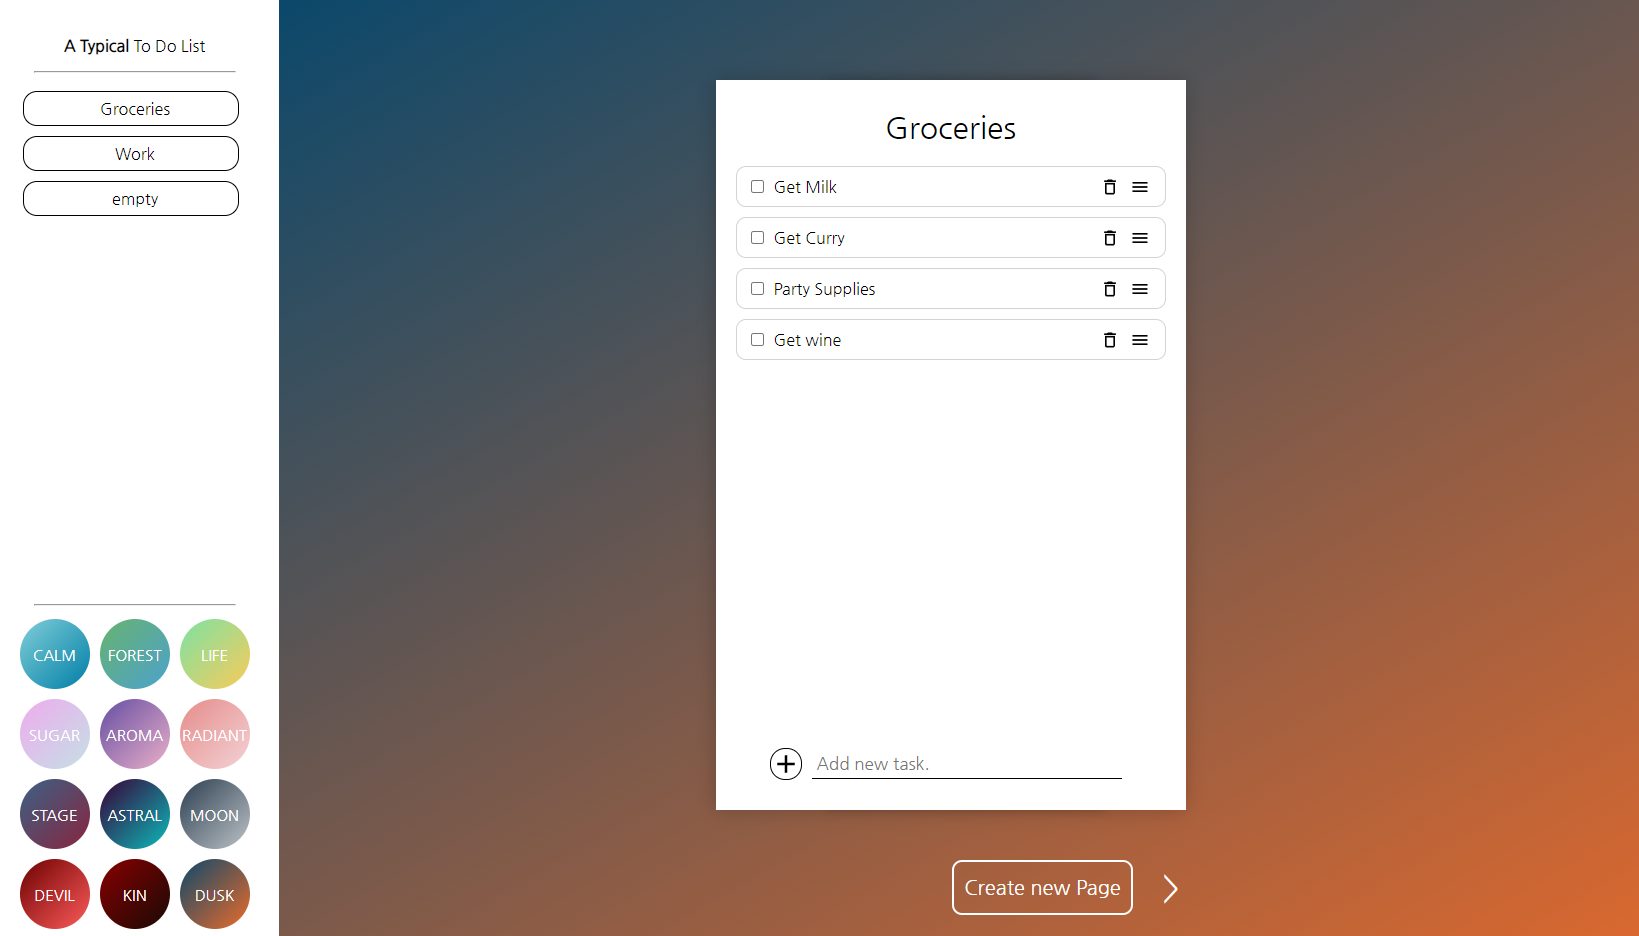 A Typical To Do List
Groceries
Work
empty
CALM
FOREST
LIFE
SUGAR
AROMA
RADIANT
STAGE
ASTRAL
MOON
DEVIL
KIN
DUSK
Groceries
Get Milk
Get Curry
Party Supplies
Get wine
Add new task.
Create new Page